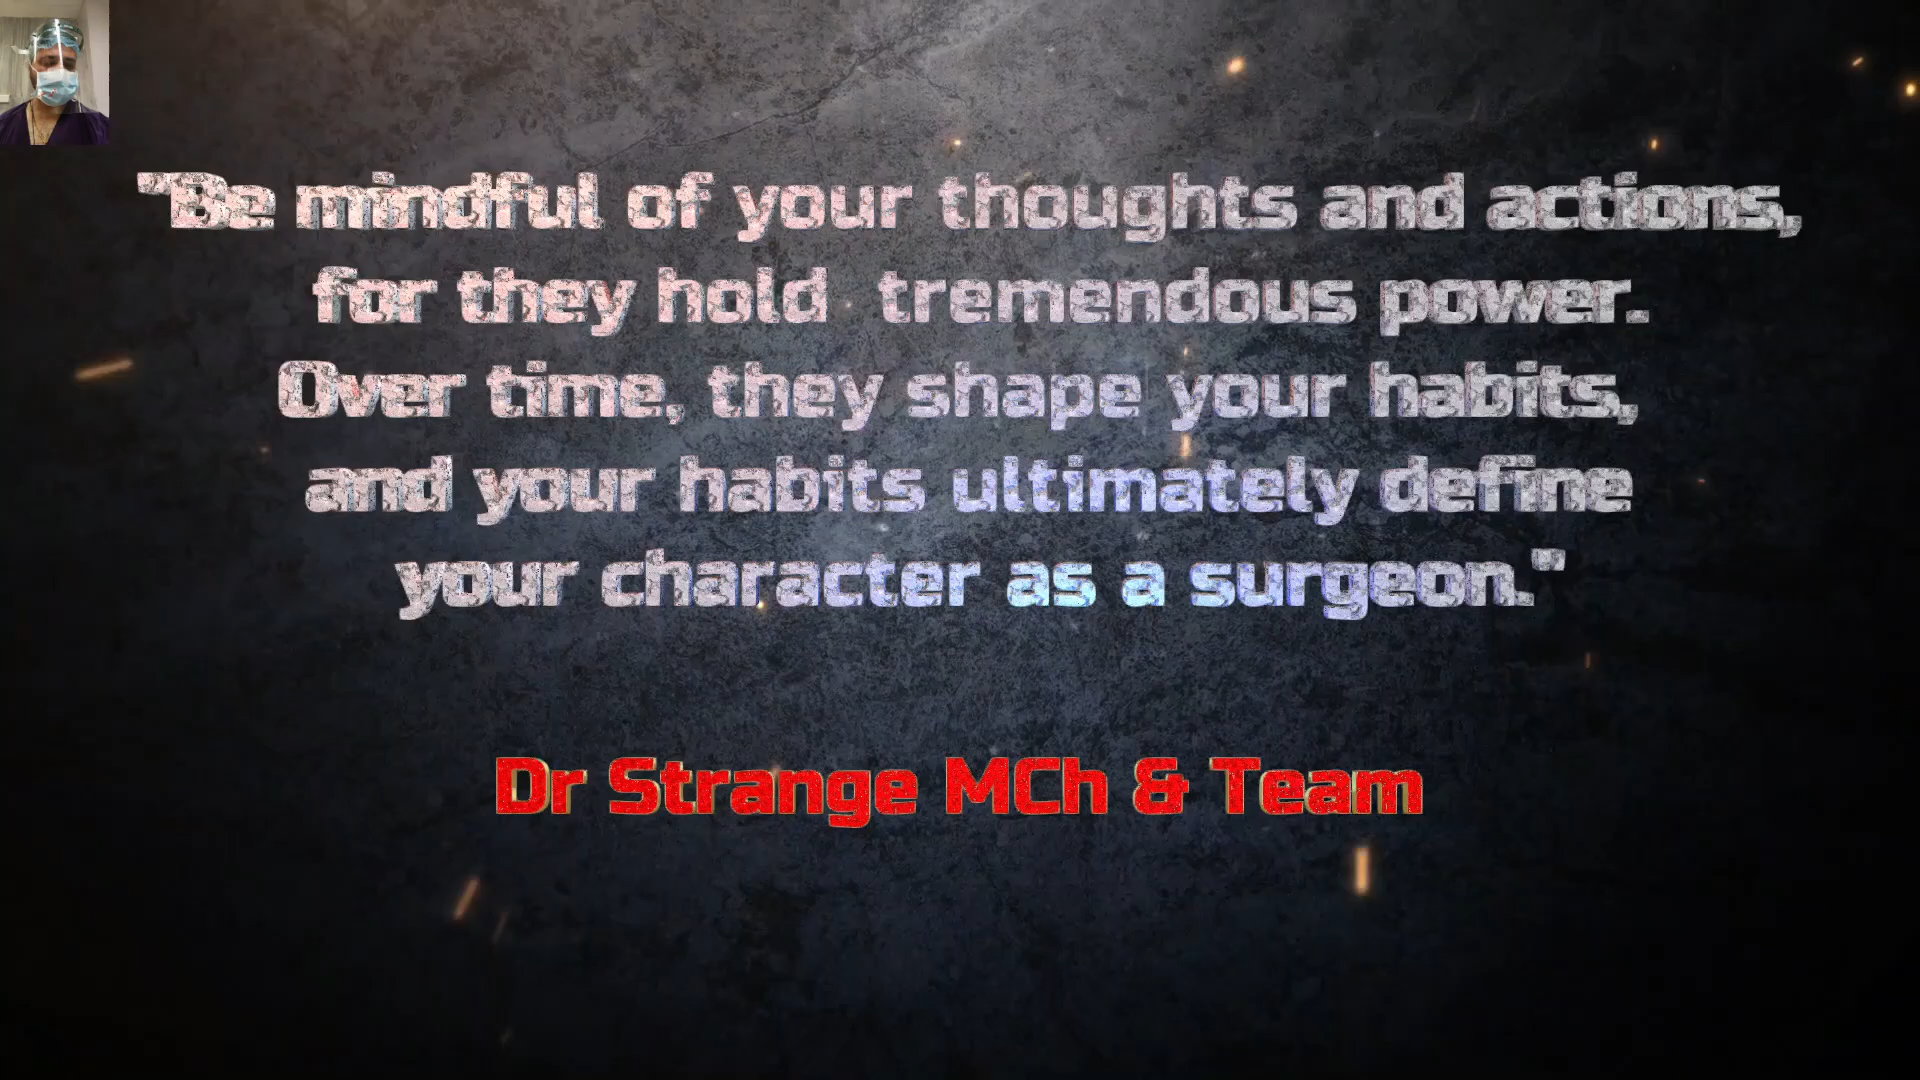 "Be mindful of your thoughts and actions,
for they hold tremendous power.
Over time, they shape your habits,
and your habits ultimately define
your character as a surgeon."
Dr Strange MCh & Team